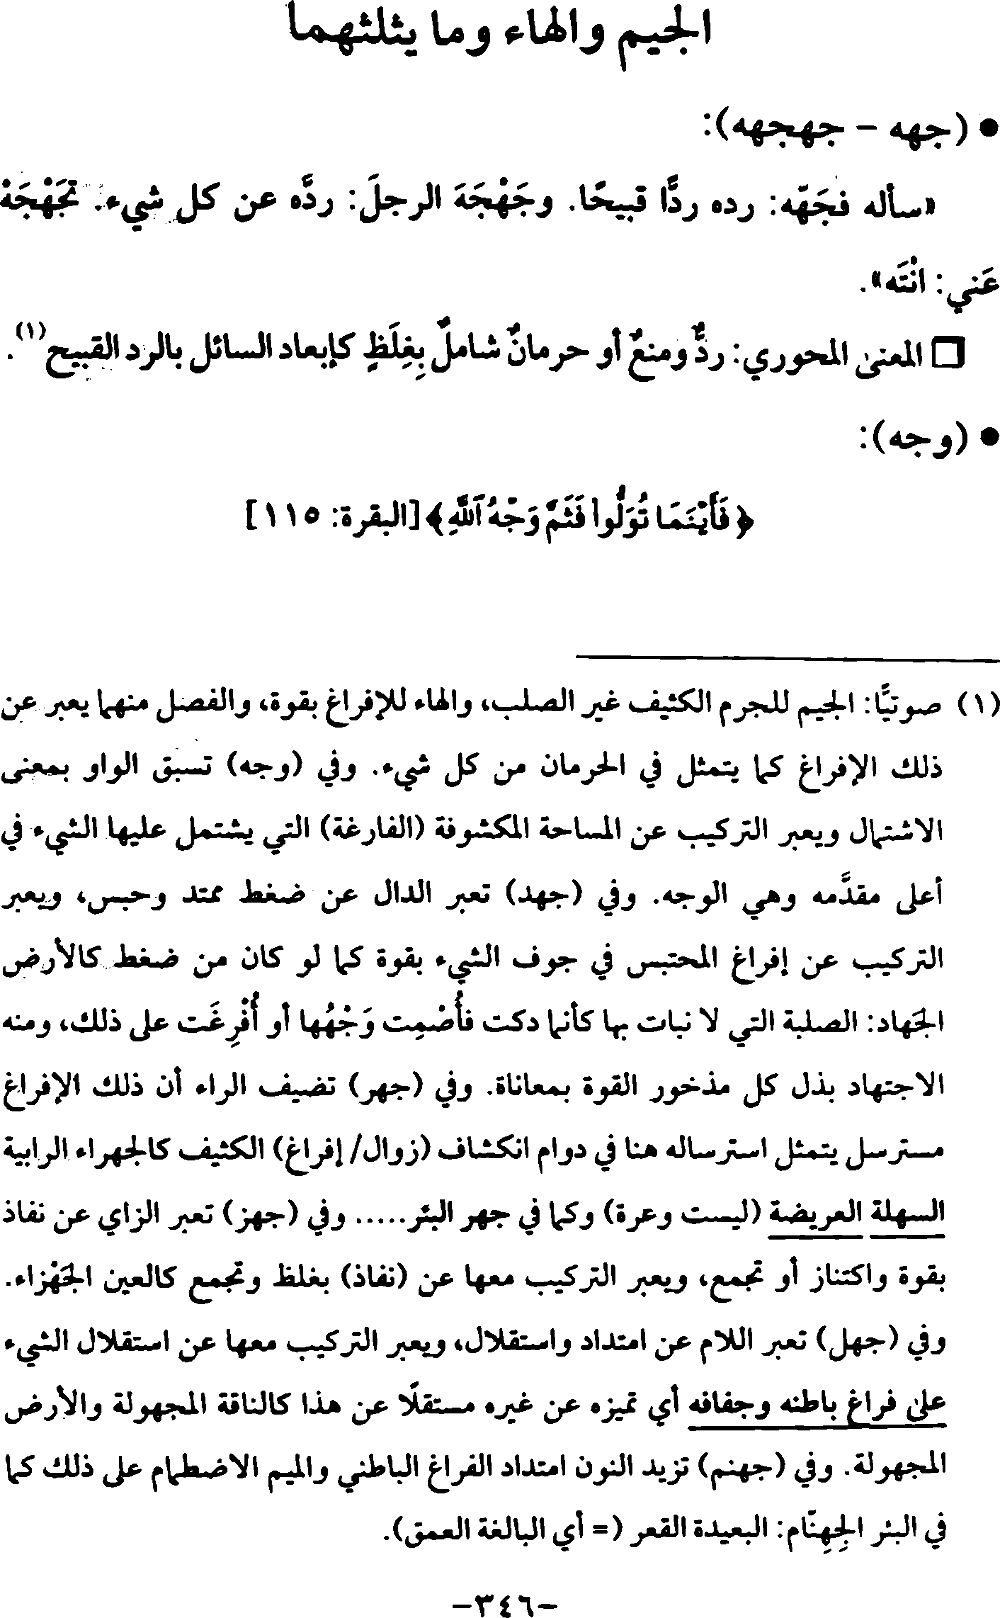 الجيم والهاء وما يثلثهما
• (جهه - جهجهه):
«سأله فجَهّه: رده ردًّا قبيحًا. وجَهْجَهَ الرجلَ: ردَّه عن كل شيء. تجَهْجَهْ
عَني: انْتَه».
□ المعنى المحوري: ردٌّ ومنعٌ أو حرمانٌ شاملٌ بِغِلَظٍ كإبعاد السائل بالرد القبيح(١).
• (وجه):
﴿فَأَيْنَمَا تُوَلُّوا فَثَمَّ وَجْهُ ٱللَّهِ﴾ [البقرة: ١١٥]
(١) صوتيًّا: الجيم للجرم الكثيف غير الصلب، والهاء للإفراغ بقوة، والفصل منهما يعبر عن
ذلك الإفراغ كما يتمثل في الحرمان من كل شيء. وفي (وجه) تسبق الواو بمعنى
الاشتمال ويعبر التركيب عن المساحة المكشوفة (الفارغة) التي يشتمل عليها الشيء في
أعلى مقدَّمه وهي الوجه. وفي (جهد) تعبر الدال عن ضغط ممتد وحبس، ويعبر
التركيب عن إفراغ المحتبس في جوف الشيء بقوة كما لو كان من ضغط كالأرض
الجَهاد: الصلبة التي لا نبات بها كأنما دكت فأُصْمِت وَجْهُها أو أُفْرِغَت على ذلك، ومنه
الاجتهاد بذل كل مذخور القوة بمعاناة. وفي (جهر) تضيف الراء أن ذلك الإفراغ
مسترسل يتمثل استرساله هنا في دوام انكشاف (زوال/ إفراغ) الكثيف كالجهراء الرابية
السهلة العريضة (ليست وعرة) وكما في جهر البئر..... وفي (جهز) تعبر الزاي عن نفاذ
بقوة واكتناز أو تجمع، ويعبر التركيب معها عن (نفاذ) بغلظ وتجمع كالعين الجَهْزاء.
وفي (جهل) تعبر اللام عن امتداد واستقلال، ويعبر التركيب معها عن استقلال الشيء
على فراغ باطنه وجفافه أي تميزه عن غيره مستقلًا عن هذا كالناقة المجهولة والأرض
المجهولة. وفي (جهنم) تزيد النون امتداد الفراغ الباطني والميم الاضطمام على ذلك كما
في البئر الجِهِنَّام: البعيدة القعر (= أي البالغة العمق).
-٣٤٦-